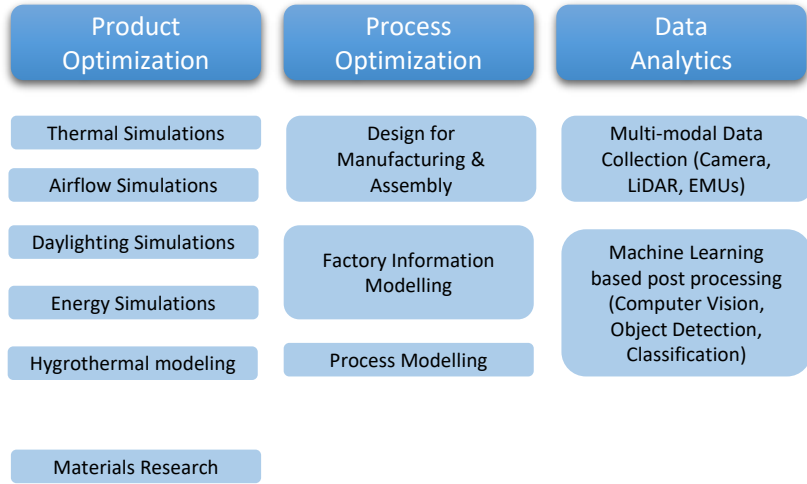 Product
Optimization
Thermal Simulations
Airflow Simulations
Daylighting Simulations
Energy Simulations
Hygrothermal modeling
Materials Research
Process
Optimization
Design for
Manufacturing &
Assembly
Factory Information
Modelling
Process Modelling
Data
Analytics
Multi-modal Data
Collection (Camera,
LiDAR, EMUs)
Machine Learning
based post processing
(Computer Vision,
Object Detection,
Classification)